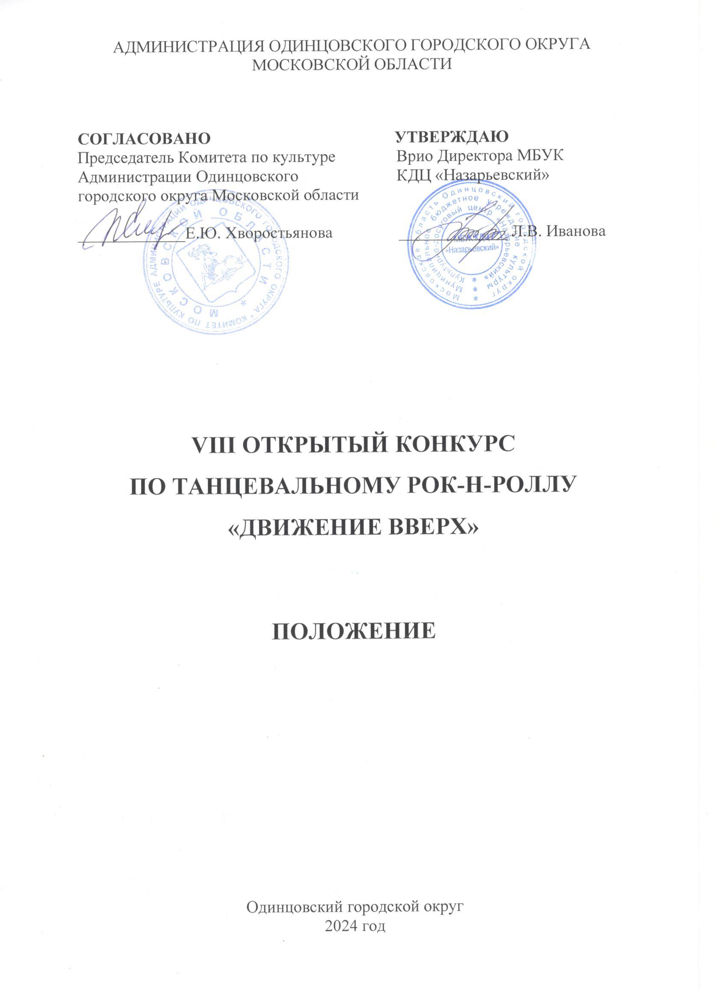 АДМИНИСТРАЦИЯ ОДИНЦОВСКОГО ГОРОДСКОГО ОКРУГА
МОСКОВСКОЙ ОБЛАСТИ
СОГЛАСОВАНО
Председатель Комитета по культуре
Администрации Одинцовского
городского округа Московской области
Е.Ю. Хворостьянова
КОМИТЕТ ПО КУЛЬТУРЕ АДМИНИСТРАЦИИ ОДИНЦОВСКОГО ГОРОДСКОГО ОКРУГА *
МОСКОВСКОЙ ОБЛАСТИ *
УТВЕРЖДАЮ
Врио Директора МБУК
КДЦ «Назарьевский»
Л.В. Иванова
Московская область Одинцовский городской округ *
Муниципальное бюджетное учреждение культуры *
Культурно-досуговый центр «Назарьевский» *
МБУК КДЦ
«Назарьевский»
VIII ОТКРЫТЫЙ КОНКУРС
ПО ТАНЦЕВАЛЬНОМУ РОК-Н-РОЛЛУ
«ДВИЖЕНИЕ ВВЕРХ»
ПОЛОЖЕНИЕ
Одинцовский городской округ
2024 год